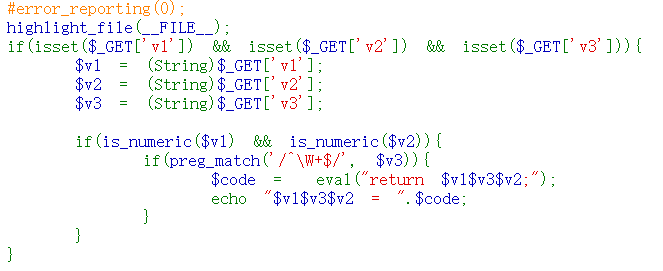 #error_reporting(0);
highlight_file(__FILE__);
if(isset($_GET['v1']) && isset($_GET['v2']) && isset($_GET['v3'])){
$v1 = (String)$_GET['v1'];
$v2 = (String)$_GET['v2'];
$v3 = (String)$_GET['v3'];
if(is_numeric($v1) && is_numeric($v2)){
if(preg_match('/^\W+$/', $v3)){
$code = eval("return $v1$v3$v2;");
echo "$v1$v3$v2 = ".$code;
}
}
}